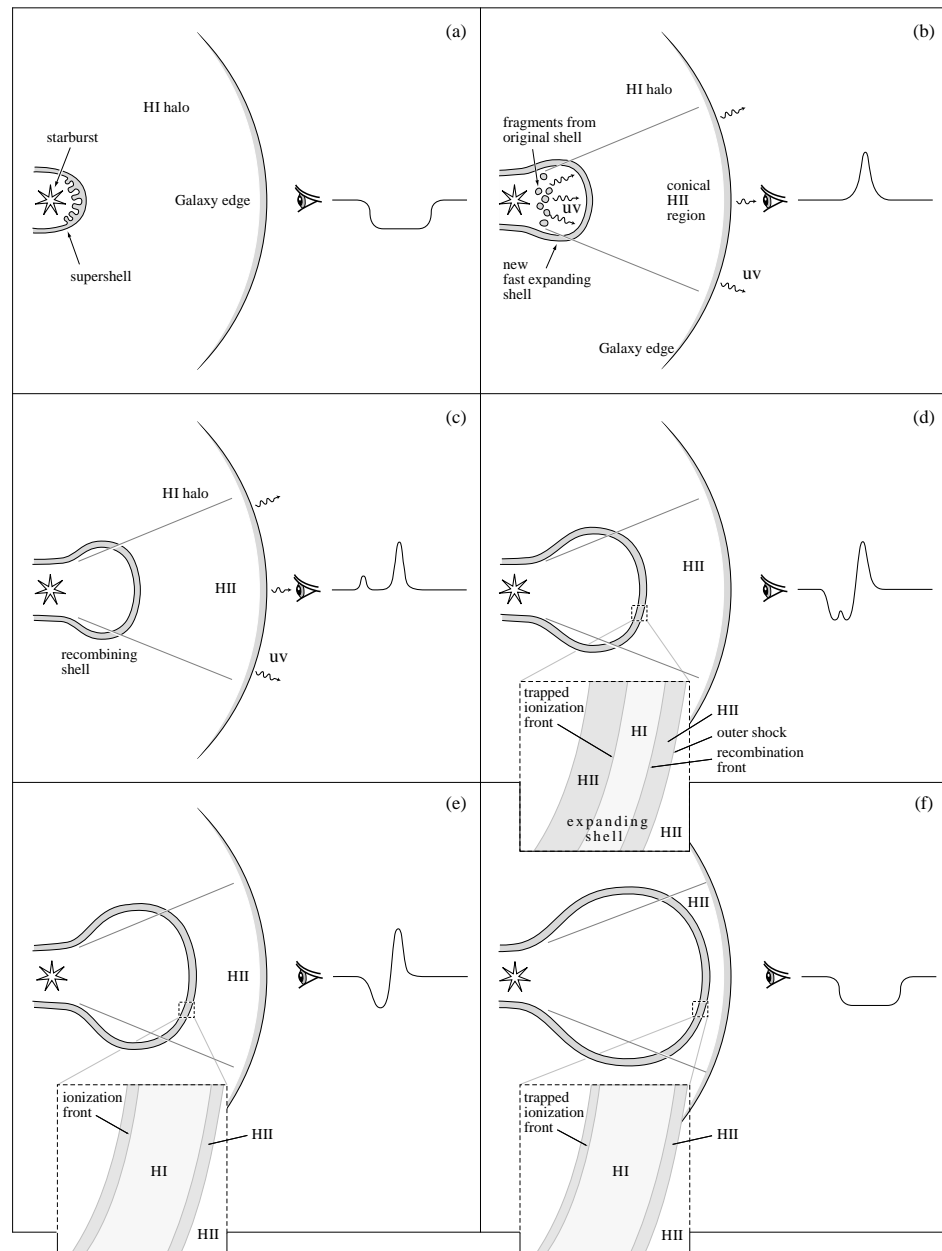 (a)
HI halo
starburst
Galaxy edge
supershell
(b)
HI halo
fragments from
original shell
uv
conical
HII
region
new
fast expanding
shell
uv
Galaxy edge
(c)
HI halo
HII
recombining
shell
uv
(d)
HII
trapped
ionization
front
HI
HII
outer shock
recombination
front
HII
expanding
shell
HII
(e)
HII
ionization
front
HII
HI
HII
(f)
HII
trapped
ionization
front
HII
HI
HII